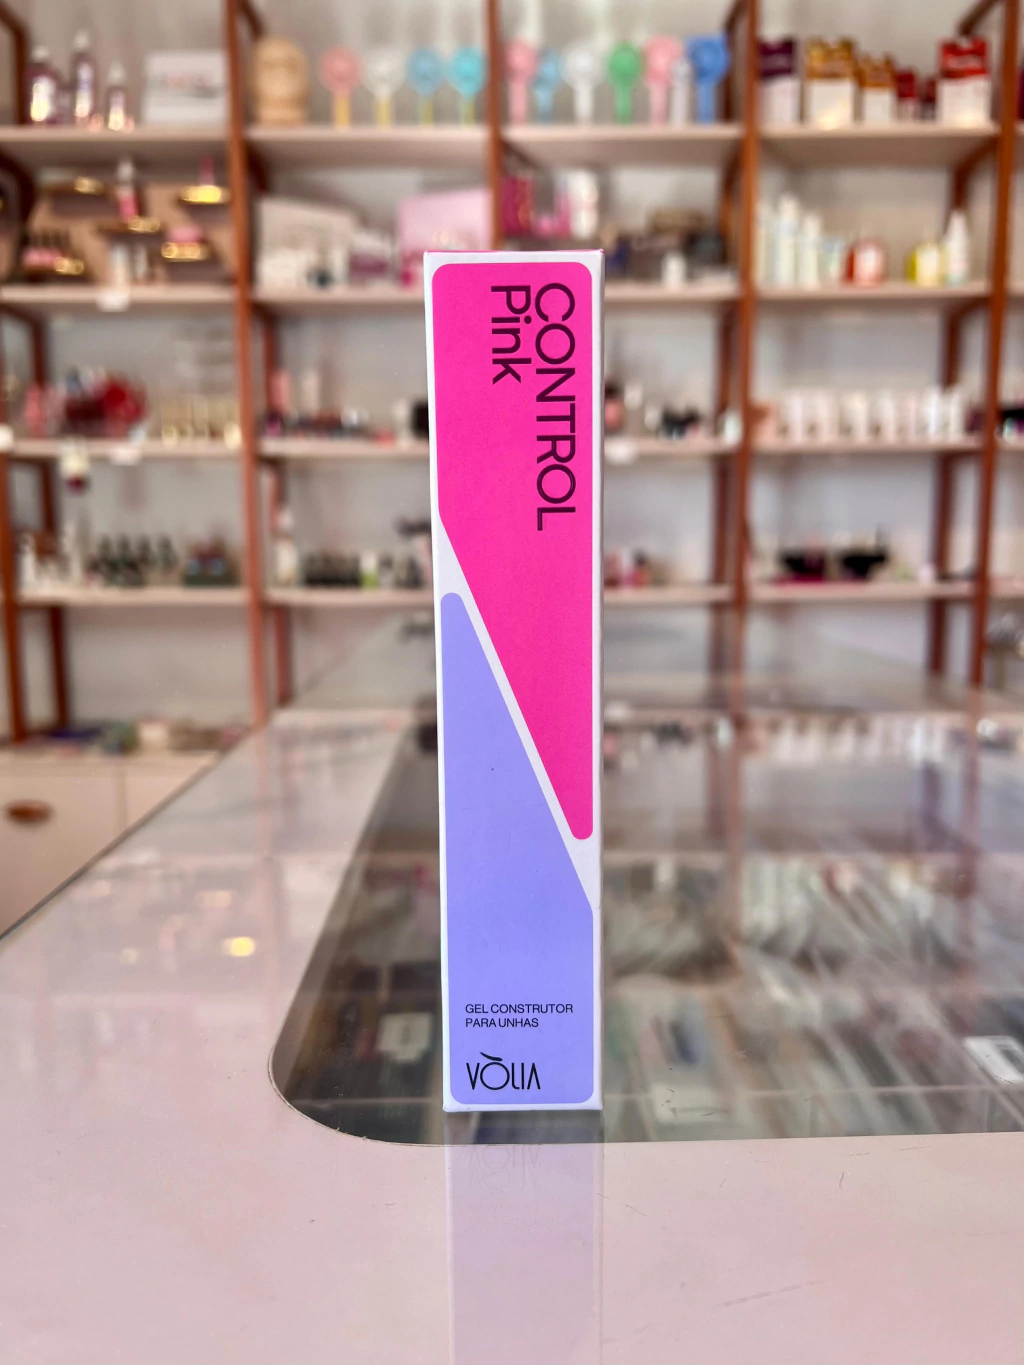 CONTROL
Pink
GEL CONSTRUTOR
PARA UNHAS
VÒLIA